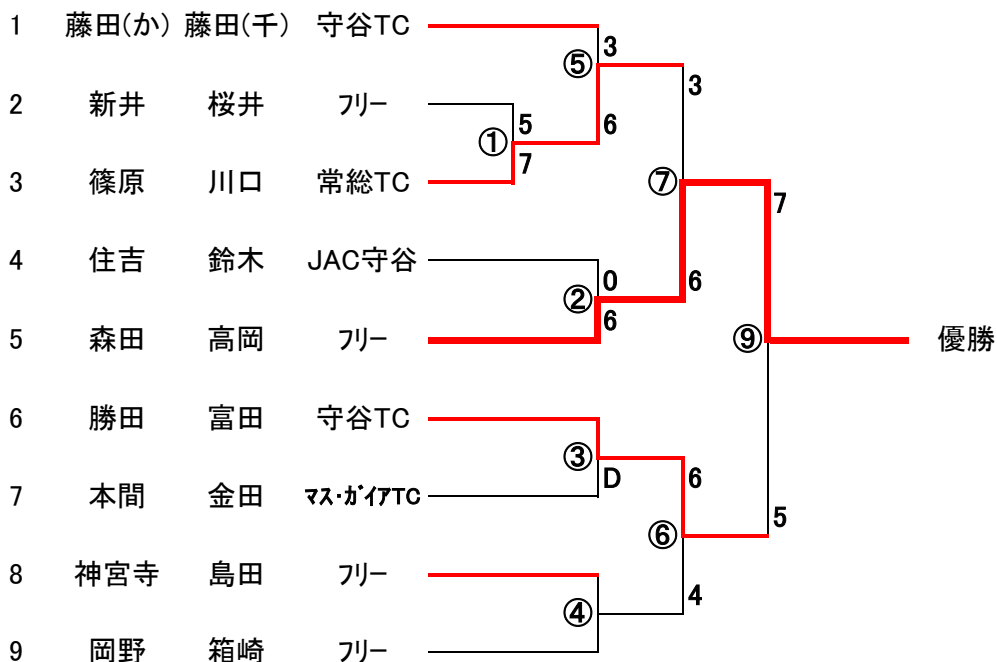 1 藤田(か) 藤田(千) 守谷TC
3
⑤
3
2 新井 桜井 フリー
5
6
①
7
3 篠原 川口 常総TC
⑦
7
4 住吉 鈴木 JAC守谷
0
6
②
6
5 森田 高岡 フリー
⑨
優勝
6 勝田 富田 守谷TC
③
D
6
7 本間 金田 マス・ガイアTC
5
⑥
8 神宮寺 島田 フリー
4
④
9 岡野 箱崎 フリー